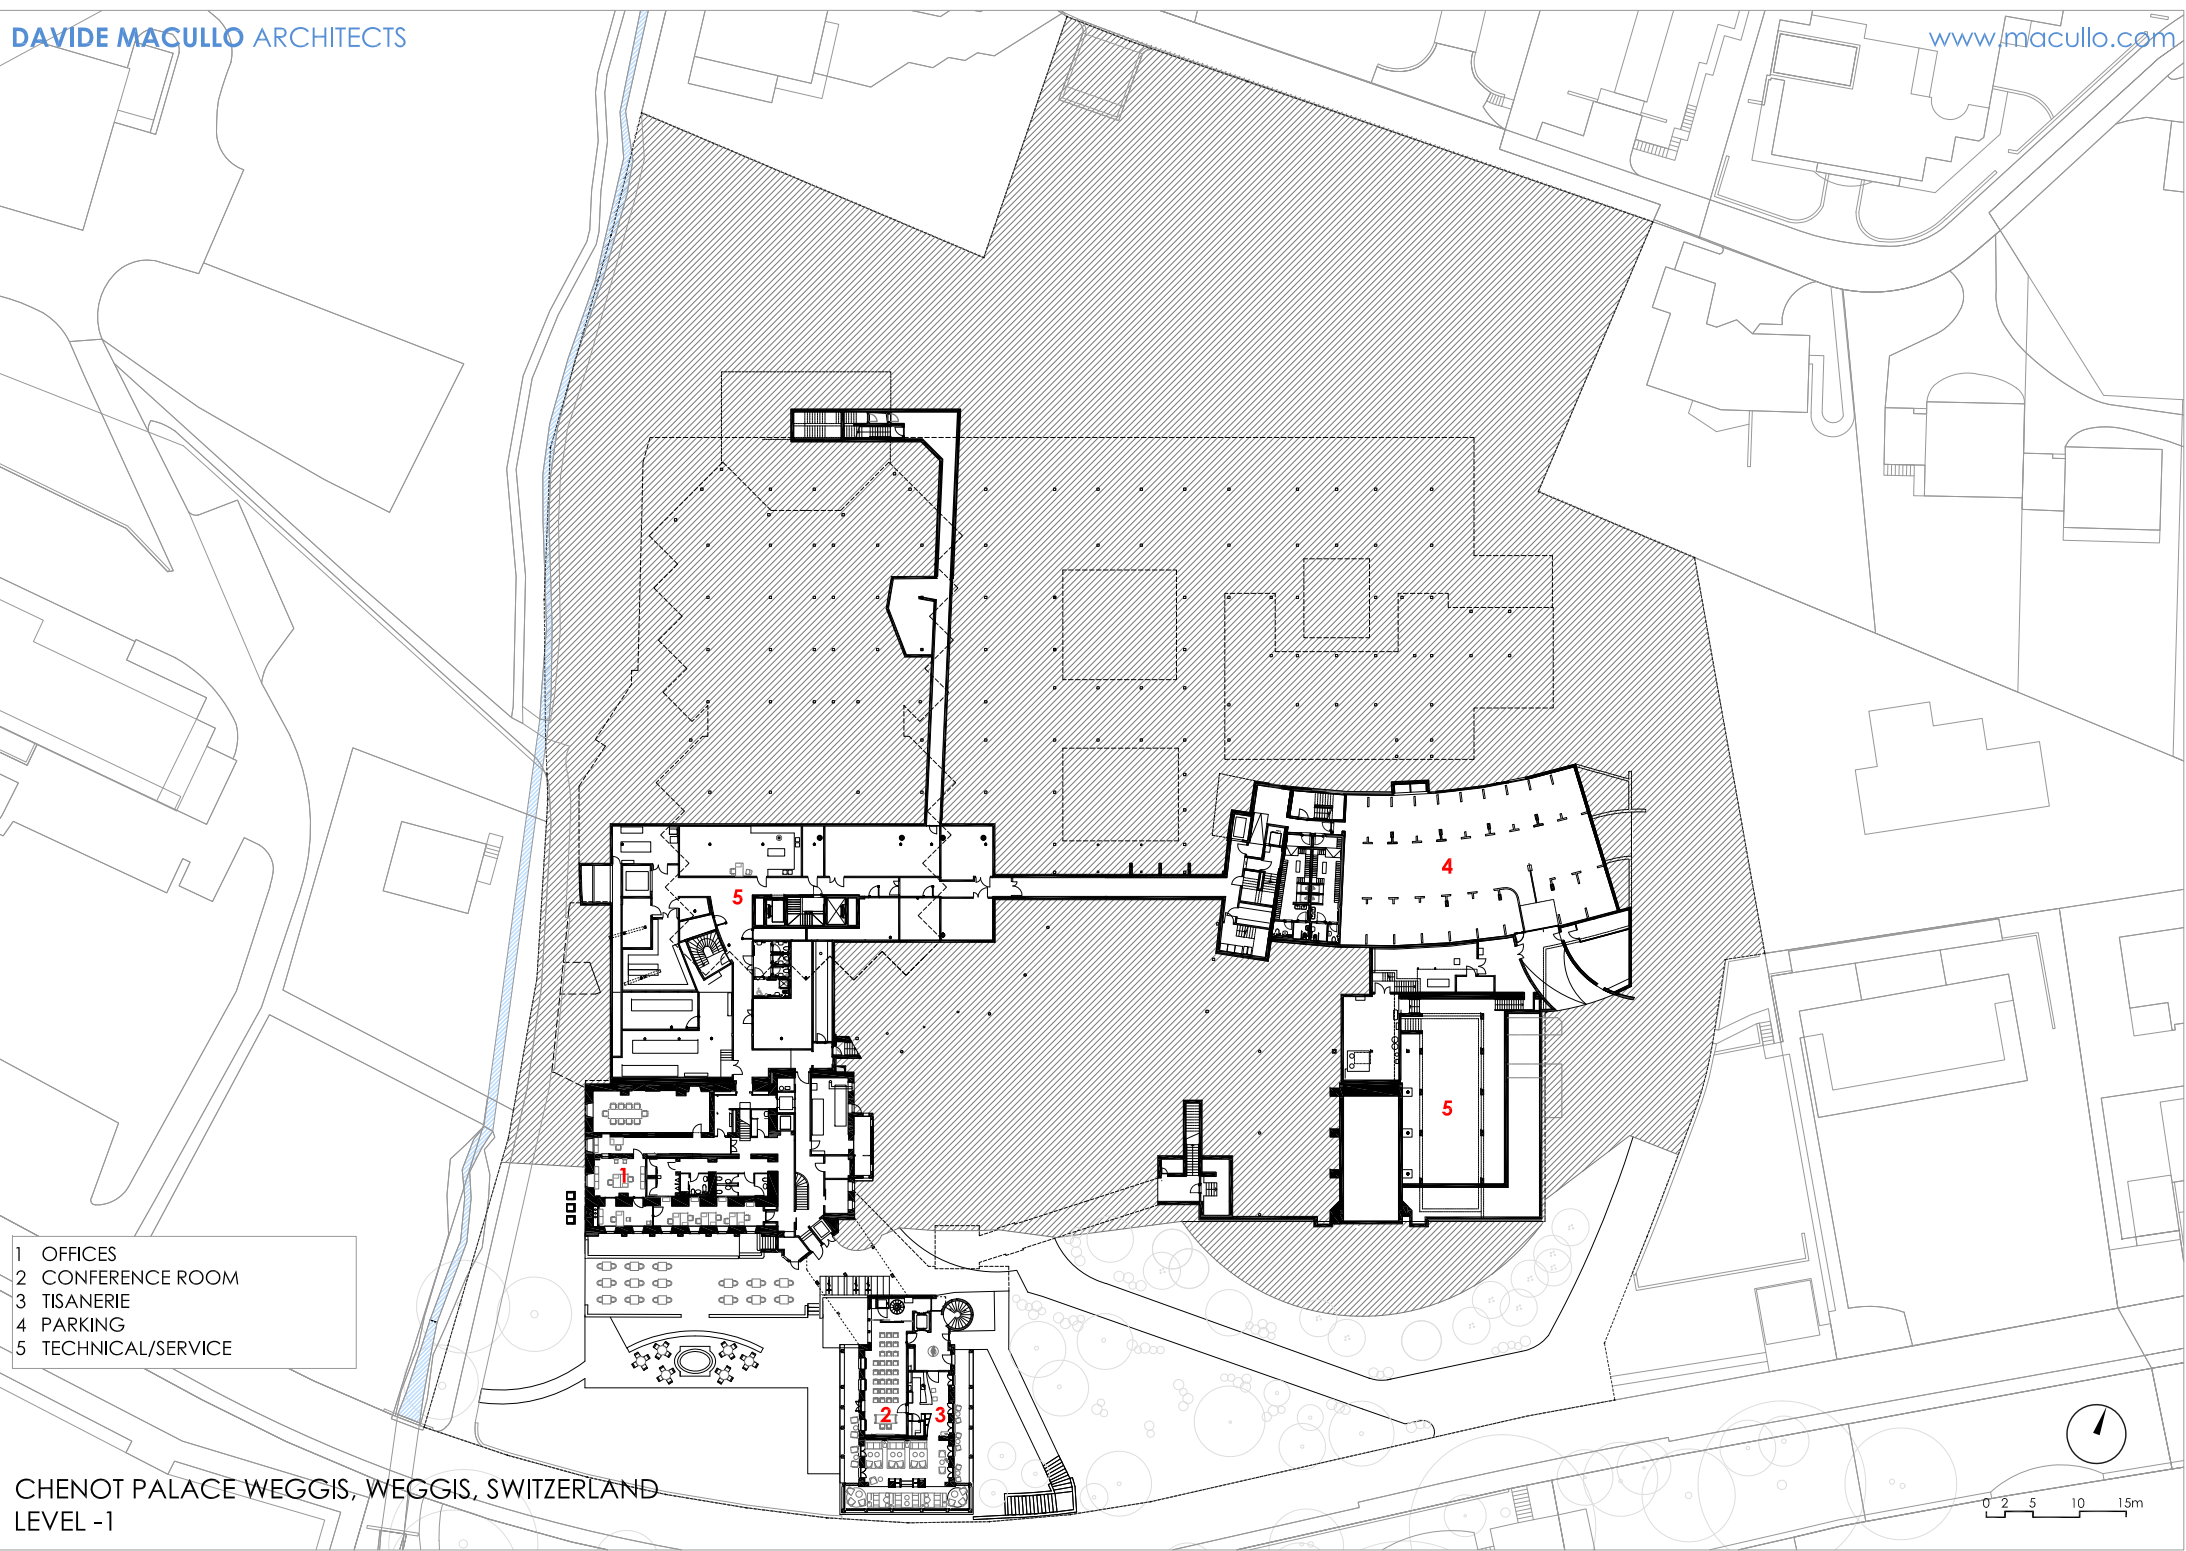 DAVIDE MACULLO ARCHITECTS
www.macullo.com
5
4
5
1
2
3
1 OFFICES
2 CONFERENCE ROOM
3 TISANERIE
4 PARKING
5 TECHNICAL/SERVICE
CHENOT PALACE WEGGIS, WEGGIS, SWITZERLAND
LEVEL -1
0 2 5 10 15m